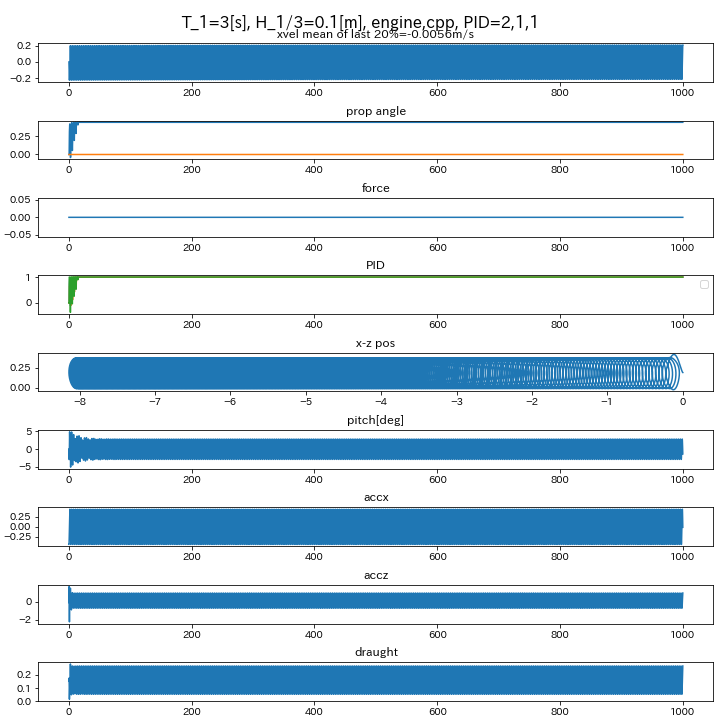 T_1=3[s], H_1/3=0.1[m], engine,cpp, PID=2,1,1
xvel mean of last 20%=-0.0056m/s
0.2
0.0
−0.2
0 200 400 600 800 1000
prop angle
0.25
0.00
0 200 400 600 800 1000
force
0.05
0.00
−0.05
0 200 400 600 800 1000
PID
1
0
0 200 400 600 800 1000
x-z pos
0.25
0.00
−8 −7 −6 −5 −4 −3 −2 −1 0
pitch[deg]
5
0
−5
0 200 400 600 800 1000
accx
0.25
0.00
−0.25
0 200 400 600 800 1000
accz
0
−2
0 200 400 600 800 1000
draught
0.2
0.1
0.0
0 200 400 600 800 1000